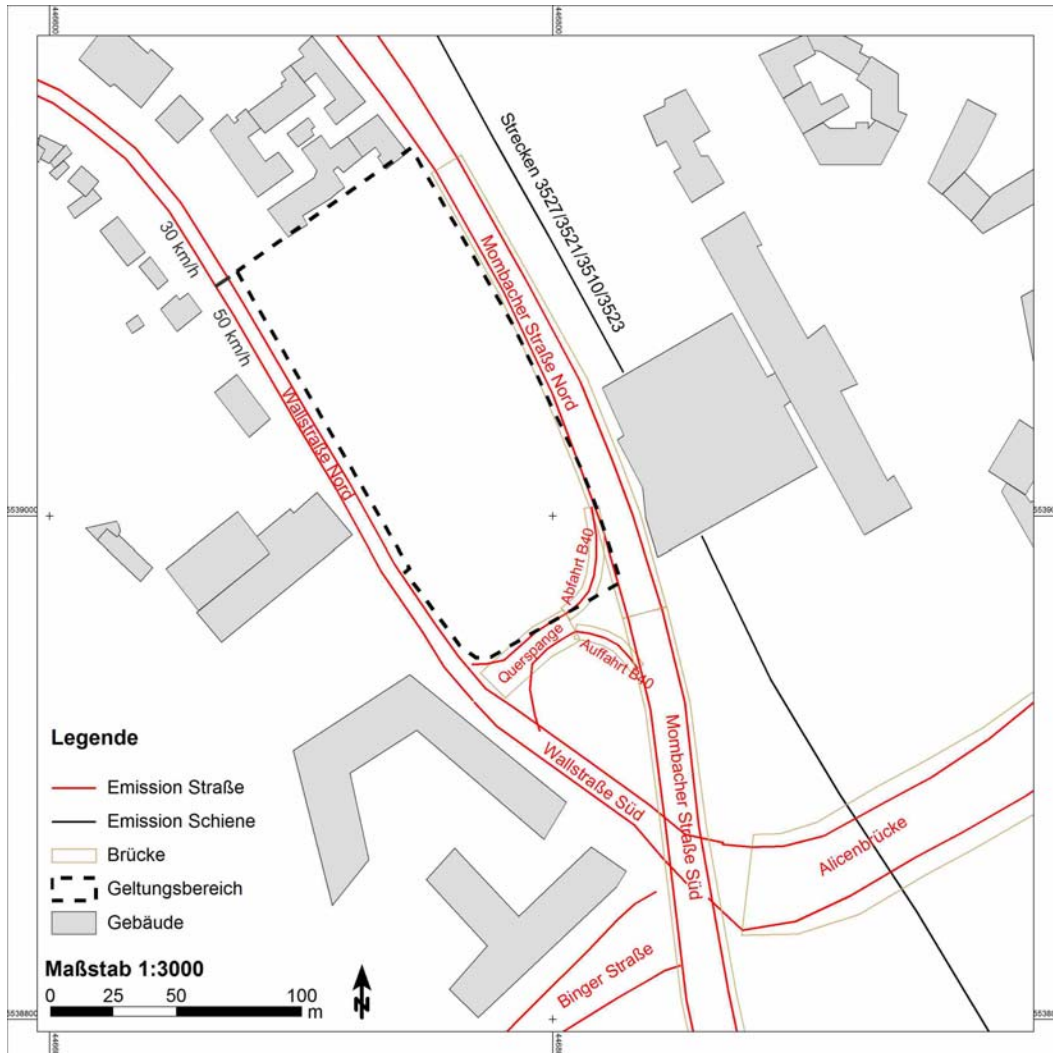 Strecken 3527/3521/3510/3523
30 km/h
50 km/h
Mombacher Straße Nord
Wallstraße Nord
Abfahrt B40
Querspange
Auffahrt B40
Wallstraße Süd
Mombacher Straße Süd
Alicenbrücke
Binger Straße
Legende
Emission Straße
Emission Schiene
Brücke
Geltungsbereich
Gebäude
Maßstab 1:3000
0 25 50 100
m
N